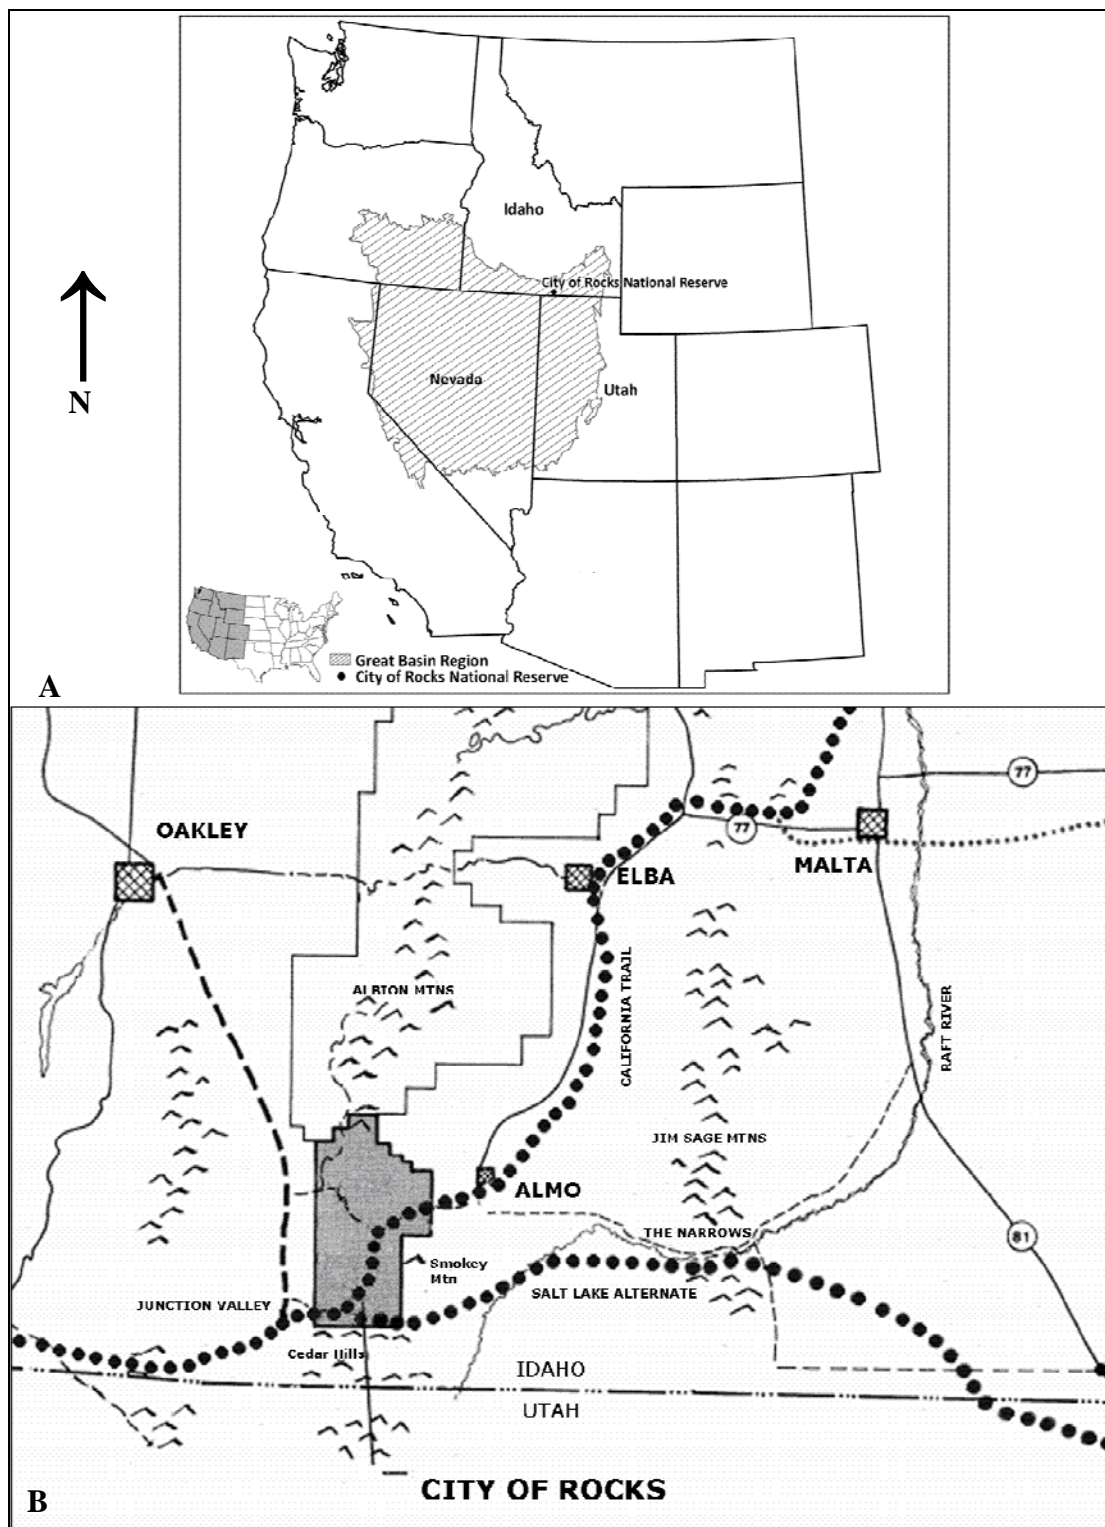 Idaho
City of Rocks National Reserve
N
Nevada
Utah
Great Basin Region
City of Rocks National Reserve
A
77
OAKLEY
77
MALTA
ELBA
ALBION MTNS
CALIFORNIA TRAIL
RAFT RIVER
JIM SAGE MTNS
ALMO
THE NARROWS
81
Smokey
Mtn
SALT LAKE ALTERNATE
JUNCTION VALLEY
Cedar Hills
IDAHO
UTAH
CITY OF ROCKS
B